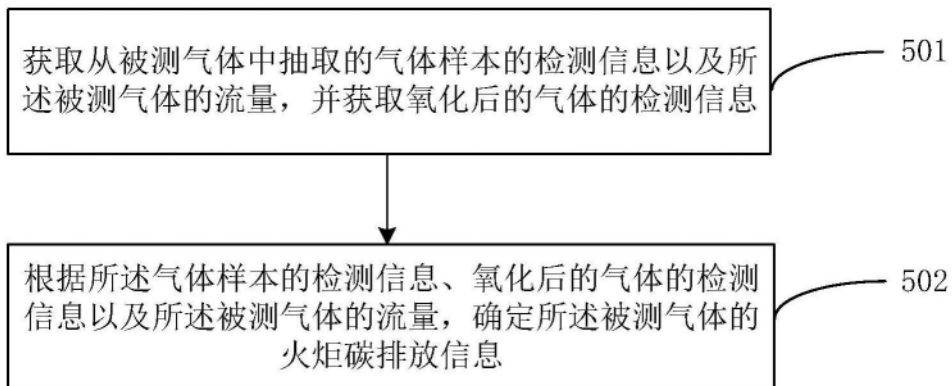 获取从被测气体中抽取的气体样本的检测信息以及所
述被测气体的流量，并获取氧化后的气体的检测信息
501
根据所述气体样本的检测信息、氧化后的气体的检测
信息以及所述被测气体的流量，确定所述被测气体的
火炬碳排放信息
502